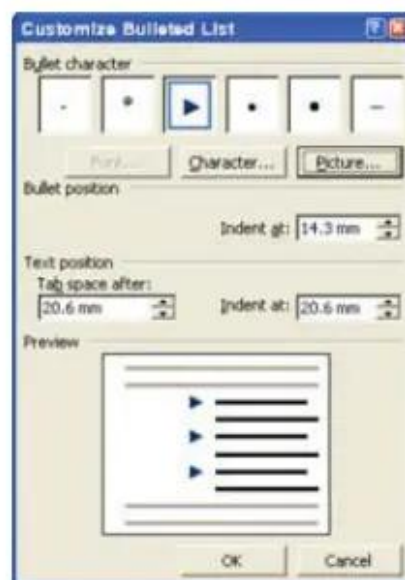 Customize Bulleted List
Bullet character
Font... Character... Picture...
Bullet position
Indent at: 14.3 mm
Text position
Tab space after:
20.6 mm Indent at: 20.6 mm
Preview
OK Cancel